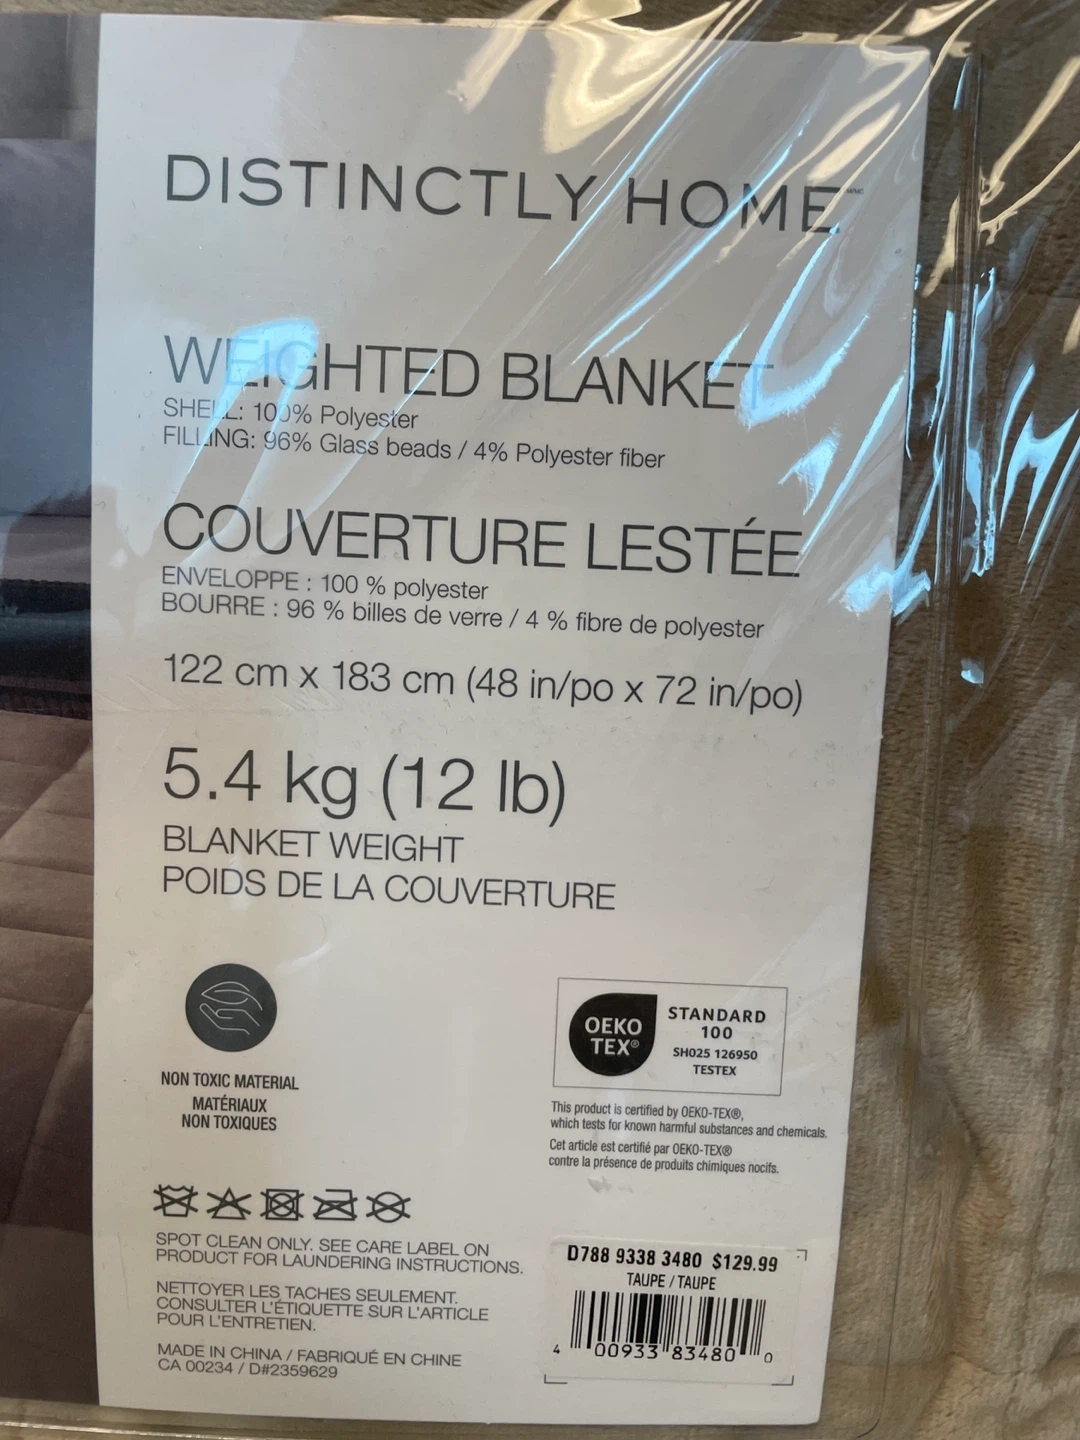 DISTINCTLY HOME
WEIGHTED BLANKET
SHELL: 100% Polyester
FILLING: 96% Glass beads / 4% Polyester fiber
COUVERTURE LESTÉE
ENVELOPPE : 100 % polyester
BOURRE : 96 % billes de verre / 4 % fibre de polyester
122 cm x 183 cm (48 in/po x 72 in/po)
5.4 kg (12 lb)
BLANKET WEIGHT
POIDS DE LA COUVERTURE
NON TOXIC MATERIAL
MATÉRIAUX
NON TOXIQUES
OEKO
TEX®
STANDARD
100
SH025 126950
TESTEX
This product is certified by OEKO-TEX®,
which tests for known harmful substances and chemicals.
Cet article est certifié par OEKO-TEX®
contre la présence de produits chimiques nocifs.
SPOT CLEAN ONLY. SEE CARE LABEL ON
PRODUCT FOR LAUNDERING INSTRUCTIONS.
NETTOYER LES TACHES SEULEMENT.
CONSULTER L'ÉTIQUETTE SUR L'ARTICLE
POUR L'ENTRETIEN.
MADE IN CHINA / FABRIQUÉ EN CHINE
CA 00234 / D#2359629
D788 9338 3480 $129.99
TAUPE / TAUPE
4 00933 83480 0